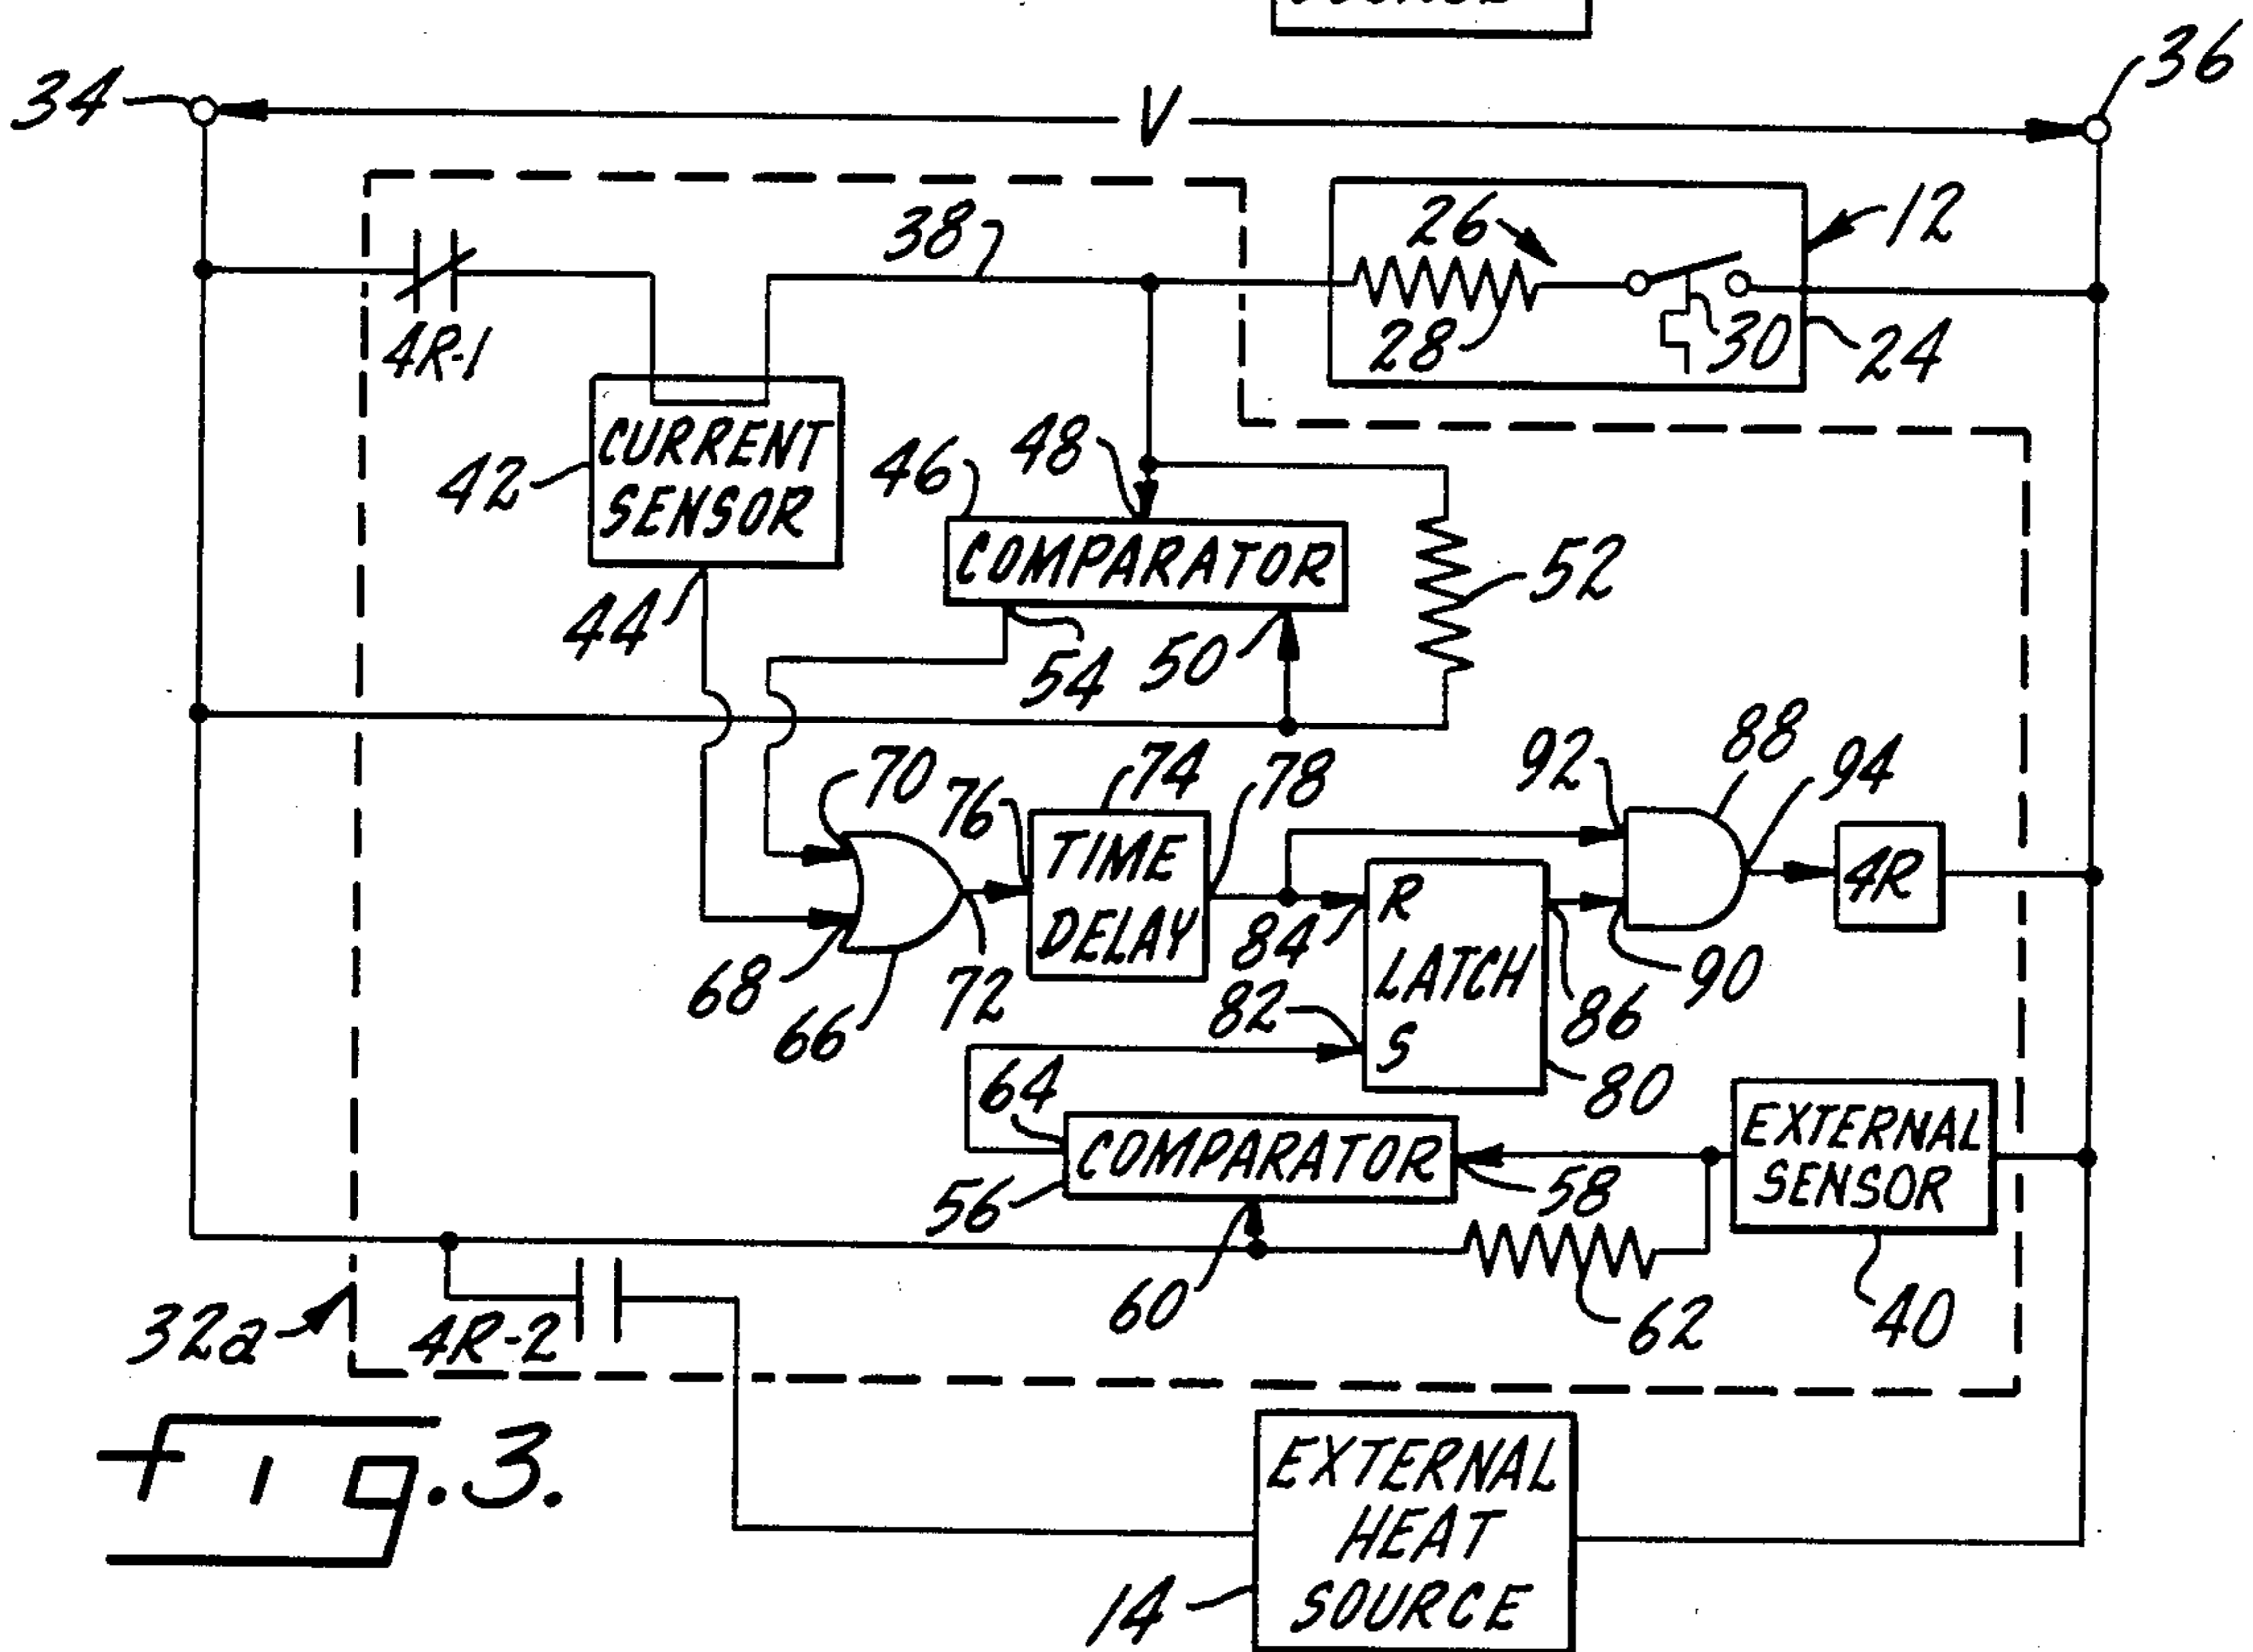 34
V
36
38
26
12
28
30
24
4R-1
CURRENT
SENSOR
42
44
46
48
COMPARATOR
52
54
50
70
76
74
78
92
88
94
TIME
DELAY
68
66
72
84
82
R
LATCH
S
86
90
80
4R
64
COMPARATOR
56
58
60
62
EXTERNAL
SENSOR
40
32a
4R-2
EXTERNAL
HEAT
SOURCE
14
Fig. 3.